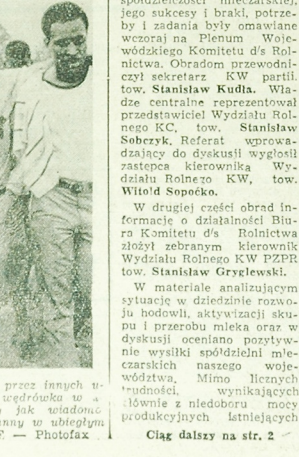 spółdzielczości mleczarskiej,
jego sukcesy i braki, potrze-
by i zadania były omawiane
wczoraj na Plenum Woje-
wódzkiego Komitetu d/s Rol-
nictwa. Obradom przewodni-
czył sekretarz KW partii,
tow. Stanisław Kudła. Wła-
dze centralne reprezentował
przedstawiciel Wydziału Rol-
nego KC, tow. Stanisław
Sobczyk. Referat wprowa-
dzający do dyskusji wygłosił
zastępca kierownika Wy-
działu Rolnego KW, tow.
Witold Sopoćko.
W drugiej części obrad in-
formację o działalności Biu-
ra Komitetu d/s Rolnictwa
złożył zebranym kierownik
Wydziału Rolnego KW PZPR
tow. Stanisław Gryglewski.
W materiale analizującym
sytuację w dziedzinie rozwo-
ju hodowli, aktywizacji sku-
pu i przerobu mleka oraz w
dyskusji oceniano pozytyw-
nie wysiłki spółdzielni mle-
czarskich naszego woje-
wództwa. Mimo licznych
trudności, wynikających
głównie z niedoboru mocy
produkcyjnych istniejących
Ciąg dalszy na str. 2
przez innych u-
wędrówka w
jak wiadomo
w ubiegłym
— Photofax